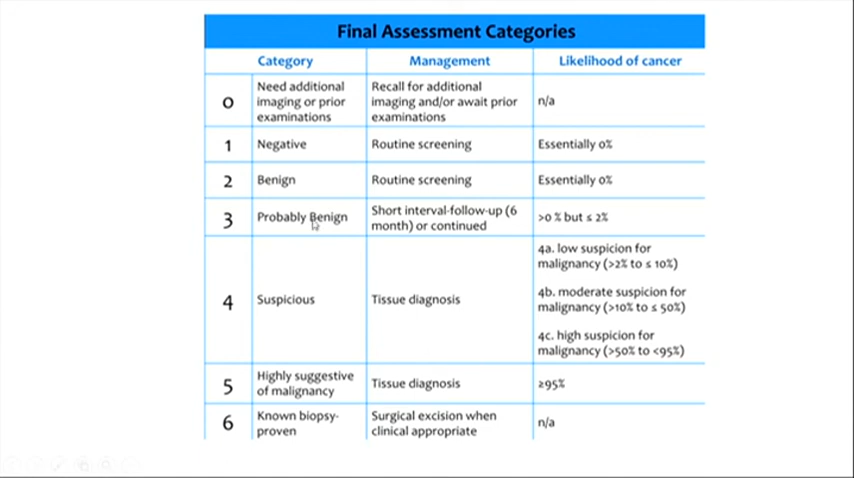 Final Assessment Categories
Category Management Likelihood of cancer
0 Need additional imaging or prior examinations Recall for additional imaging and/or await prior examinations n/a
1 Negative Routine screening Essentially 0%
2 Benign Routine screening Essentially 0%
3 Probably Benign Short interval-follow-up (6 month) or continued >0 % but ≤ 2%
4 Suspicious Tissue diagnosis 4a. low suspicion for malignancy (>2% to ≤ 10%)
4b. moderate suspicion for malignancy (>10% to ≤ 50%)
4c. high suspicion for malignancy (>50% to <95%)
5 Highly suggestive of malignancy Tissue diagnosis ≥95%
6 Known biopsy-proven Surgical excision when clinical appropriate n/a